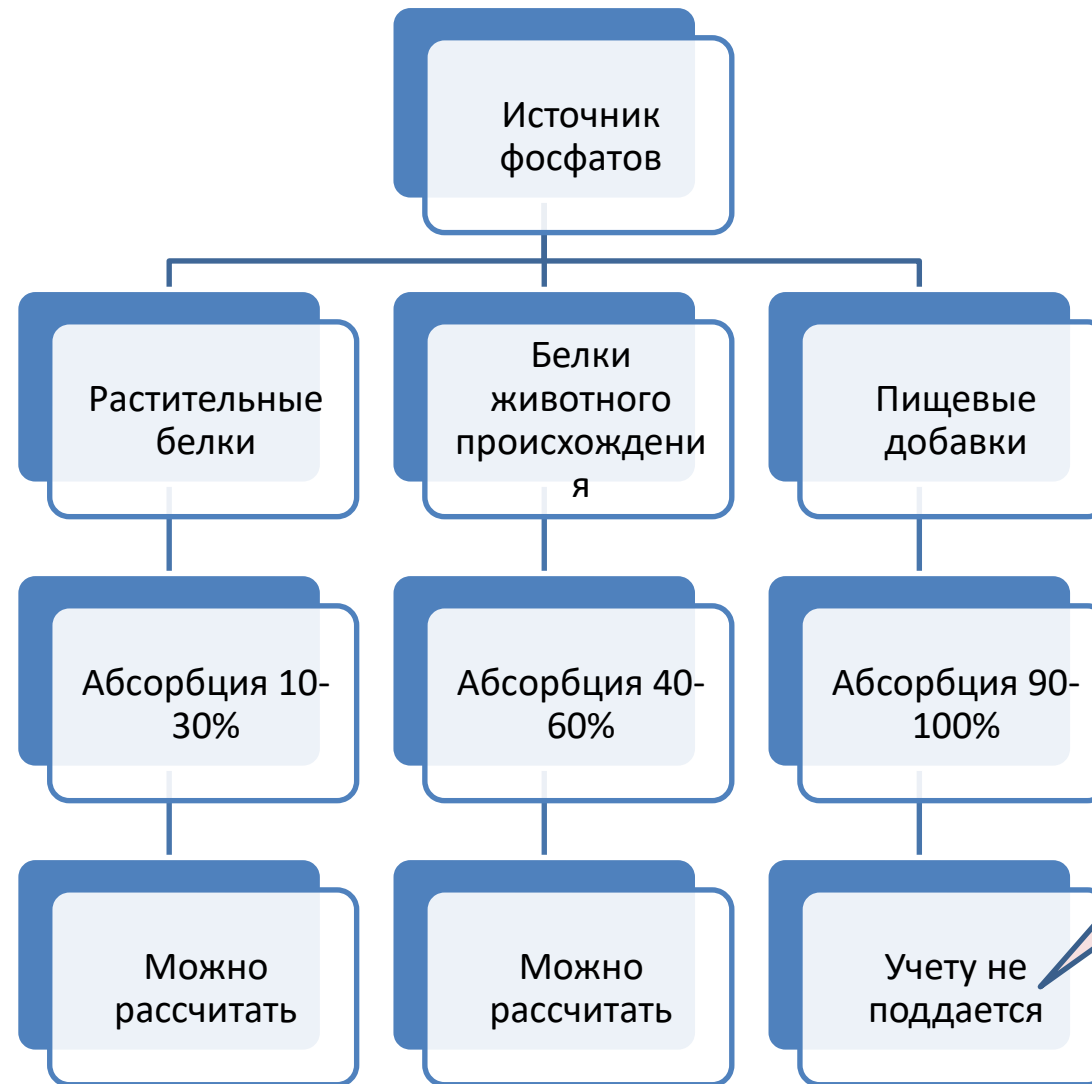 Источник
фосфатов
Растительные
белки
Белки
животного
происхождени
я
Пищевые
добавки
Абсорбция 10-
30%
Абсорбция 40-
60%
Абсорбция 90-
100%
Можно
рассчитать
Можно
рассчитать
Учету не
поддается